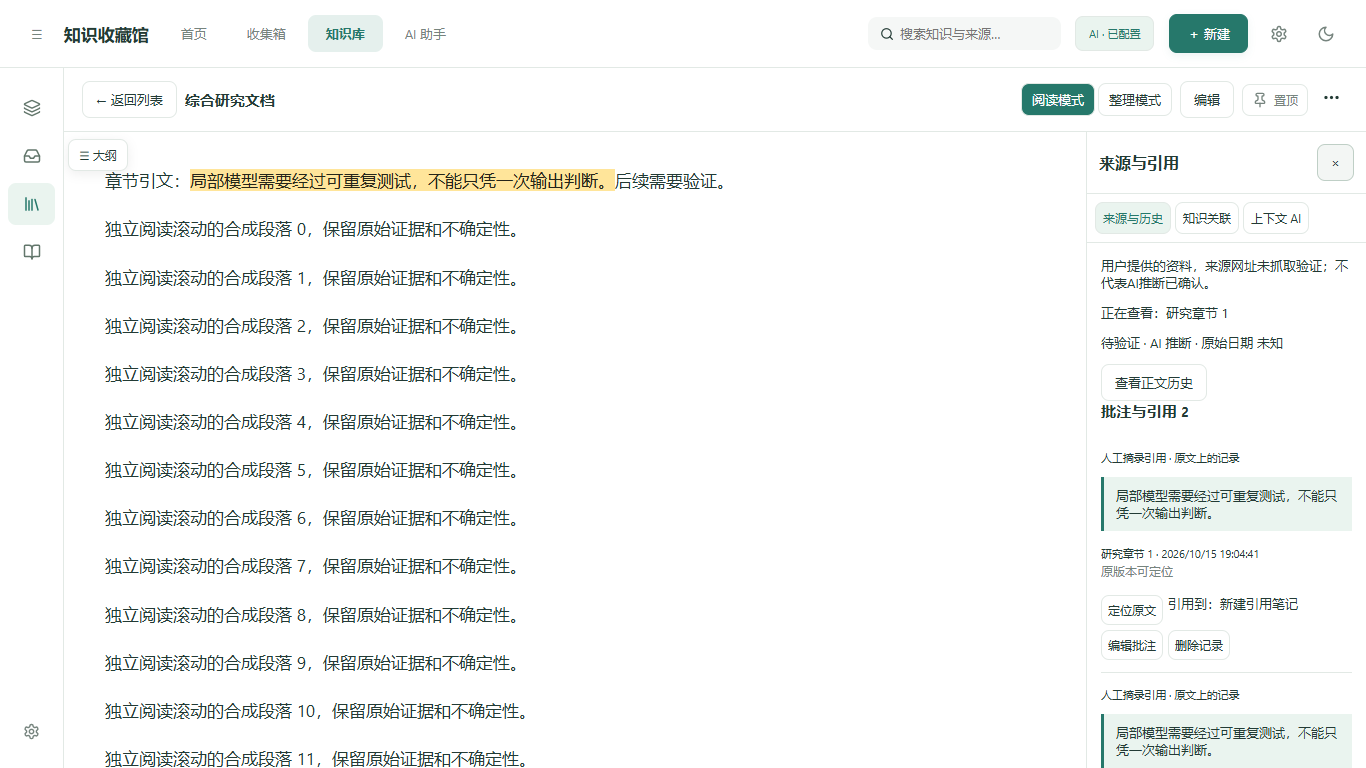 知识收藏馆
首页
收集箱
知识库
AI 助手
搜索知识与来源...
AI · 已配置
+ 新建
← 返回列表
综合研究文档
阅读模式
整理模式
编辑
置顶
•••
☰ 大纲
章节引文：局部模型需要经过可重复测试，不能只凭一次输出判断。后续需要验证。
独立阅读滚动的合成段落 0，保留原始证据和不确定性。
独立阅读滚动的合成段落 1，保留原始证据和不确定性。
独立阅读滚动的合成段落 2，保留原始证据和不确定性。
独立阅读滚动的合成段落 3，保留原始证据和不确定性。
独立阅读滚动的合成段落 4，保留原始证据和不确定性。
独立阅读滚动的合成段落 5，保留原始证据和不确定性。
独立阅读滚动的合成段落 6，保留原始证据和不确定性。
独立阅读滚动的合成段落 7，保留原始证据和不确定性。
独立阅读滚动的合成段落 8，保留原始证据和不确定性。
独立阅读滚动的合成段落 9，保留原始证据和不确定性。
独立阅读滚动的合成段落 10，保留原始证据和不确定性。
独立阅读滚动的合成段落 11，保留原始证据和不确定性。
来源与引用
×
来源与历史
知识关联
上下文 AI
用户提供的资料，来源网址未抓取验证；不
代表AI推断已确认。
正在查看：研究章节 1
待验证 · AI 推断 · 原始日期 未知
查看正文历史
批注与引用 2
人工摘录引用 · 原文上的记录
局部模型需要经过可重复测试，不能只
凭一次输出判断。
研究章节 1 · 2026/10/15 19:04:41
原版本可定位
定位原文
引用到：新建引用笔记
编辑批注
删除记录
人工摘录引用 · 原文上的记录
局部模型需要经过可重复测试，不能只
凭一次输出判断。